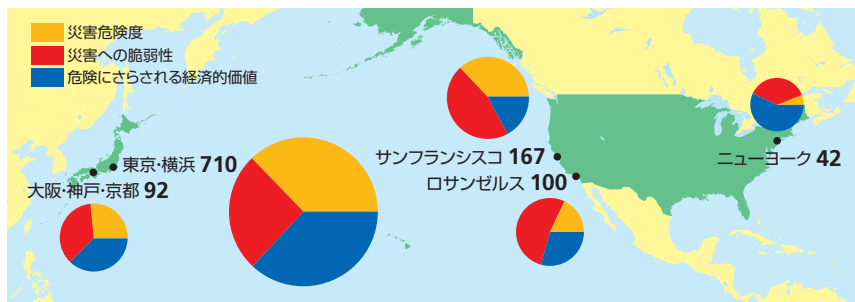 災害危険度
災害への脆弱性
危険にさらされる経済的価値
東京・横浜 710
大阪・神戸・京都 92
サンフランシスコ 167
ロサンゼルス 100
ニューヨーク 42